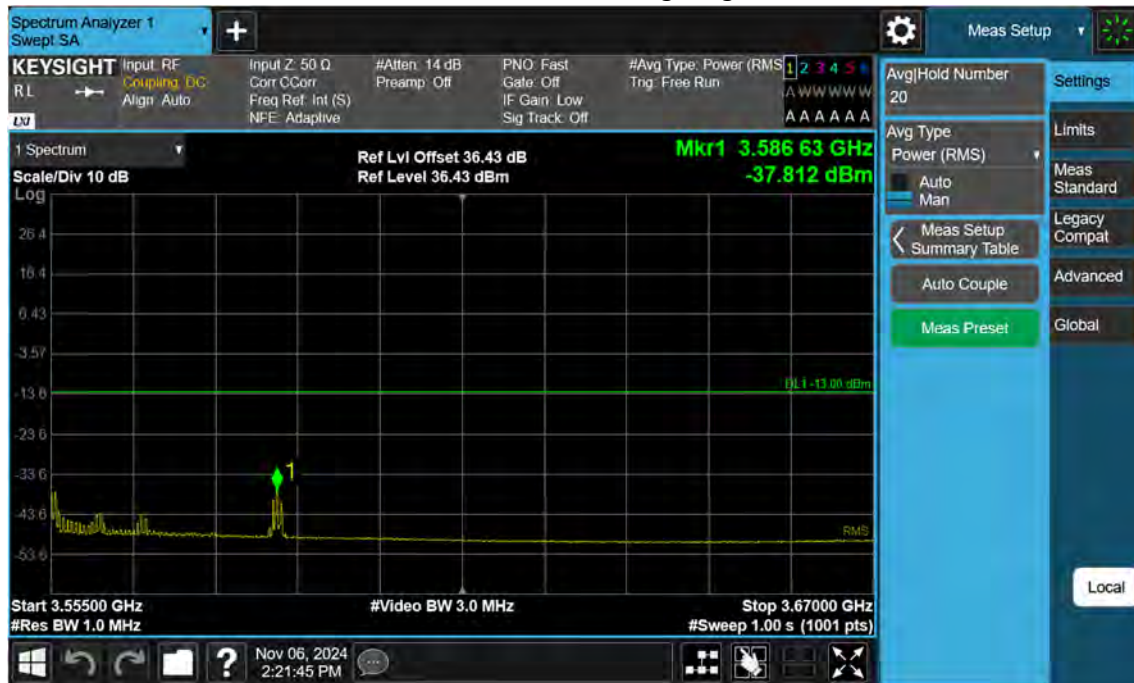 Spectrum Analyzer 1
Swept SA
+
Meas Setup
KEYSIGHT
RL
LXI
Input: RF
Coupling: DC
Align: Auto
Input Z: 50 Ω
Corr CCorr
Freq Ref: Int (S)
NFE: Adaptive
#Atten: 14 dB
Preamp: Off
PNO: Fast
Gate: Off
IF Gain: Low
Sig Track: Off
#Avg Type: Power (RMS)
Trig: Free Run
1 2 3 4 5 6
A W W W W W
A A A A A A
1 Spectrum
Scale/Div 10 dB
Log
Ref Lvl Offset 36.43 dB
Ref Level 36.43 dBm
Mkr1 3.586 63 GHz
-37.812 dBm
26.4
16.4
6.43
-3.57
-13.6
-23.6
-33.6
-43.6
-53.6
DL1 -13.00 dBm
1
RMS
Start 3.55500 GHz
#Res BW 1.0 MHz
#Video BW 3.0 MHz
Stop 3.67000 GHz
#Sweep 1.00 s (1001 pts)
?
Nov 06, 2024
2:21:45 PM
Avg|Hold Number
20
Avg Type
Power (RMS)
Auto
Man
Meas Setup
Summary Table
Auto Couple
Meas Preset
Settings
Limits
Meas
Standard
Legacy
Compat
Advanced
Global
Local